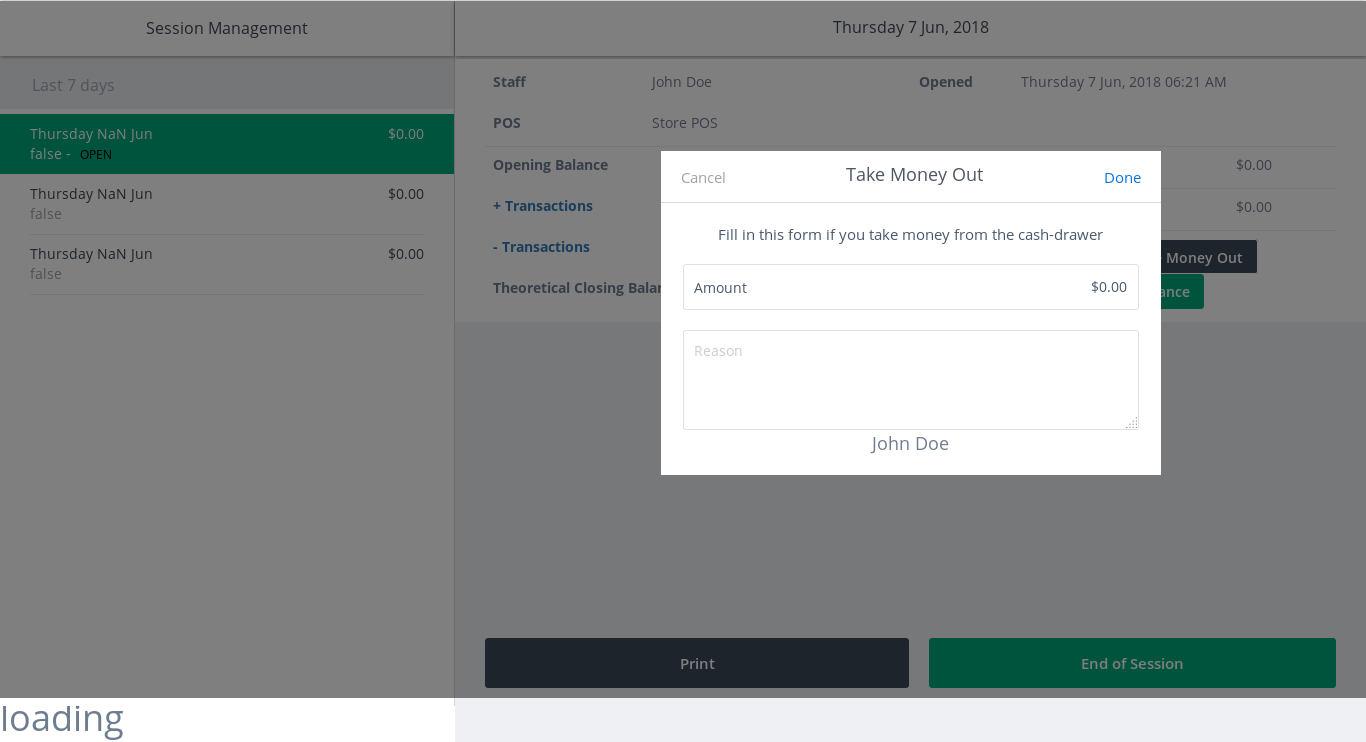 Session Management
Thursday 7 Jun, 2018
Last 7 days
Thursday NaN Jun $0.00
false - OPEN
Thursday NaN Jun $0.00
false
Thursday NaN Jun $0.00
false
Staff John Doe Opened Thursday 7 Jun, 2018 06:21 AM
POS Store POS
Opening Balance $0.00
+ Transactions $0.00
- Transactions
Money Out
Theoretical Closing
Cancel Take Money Out Done
Fill in this form if you take money from the cash-drawer
Amount $0.00
Reason
John Doe
Print End of Session
loading